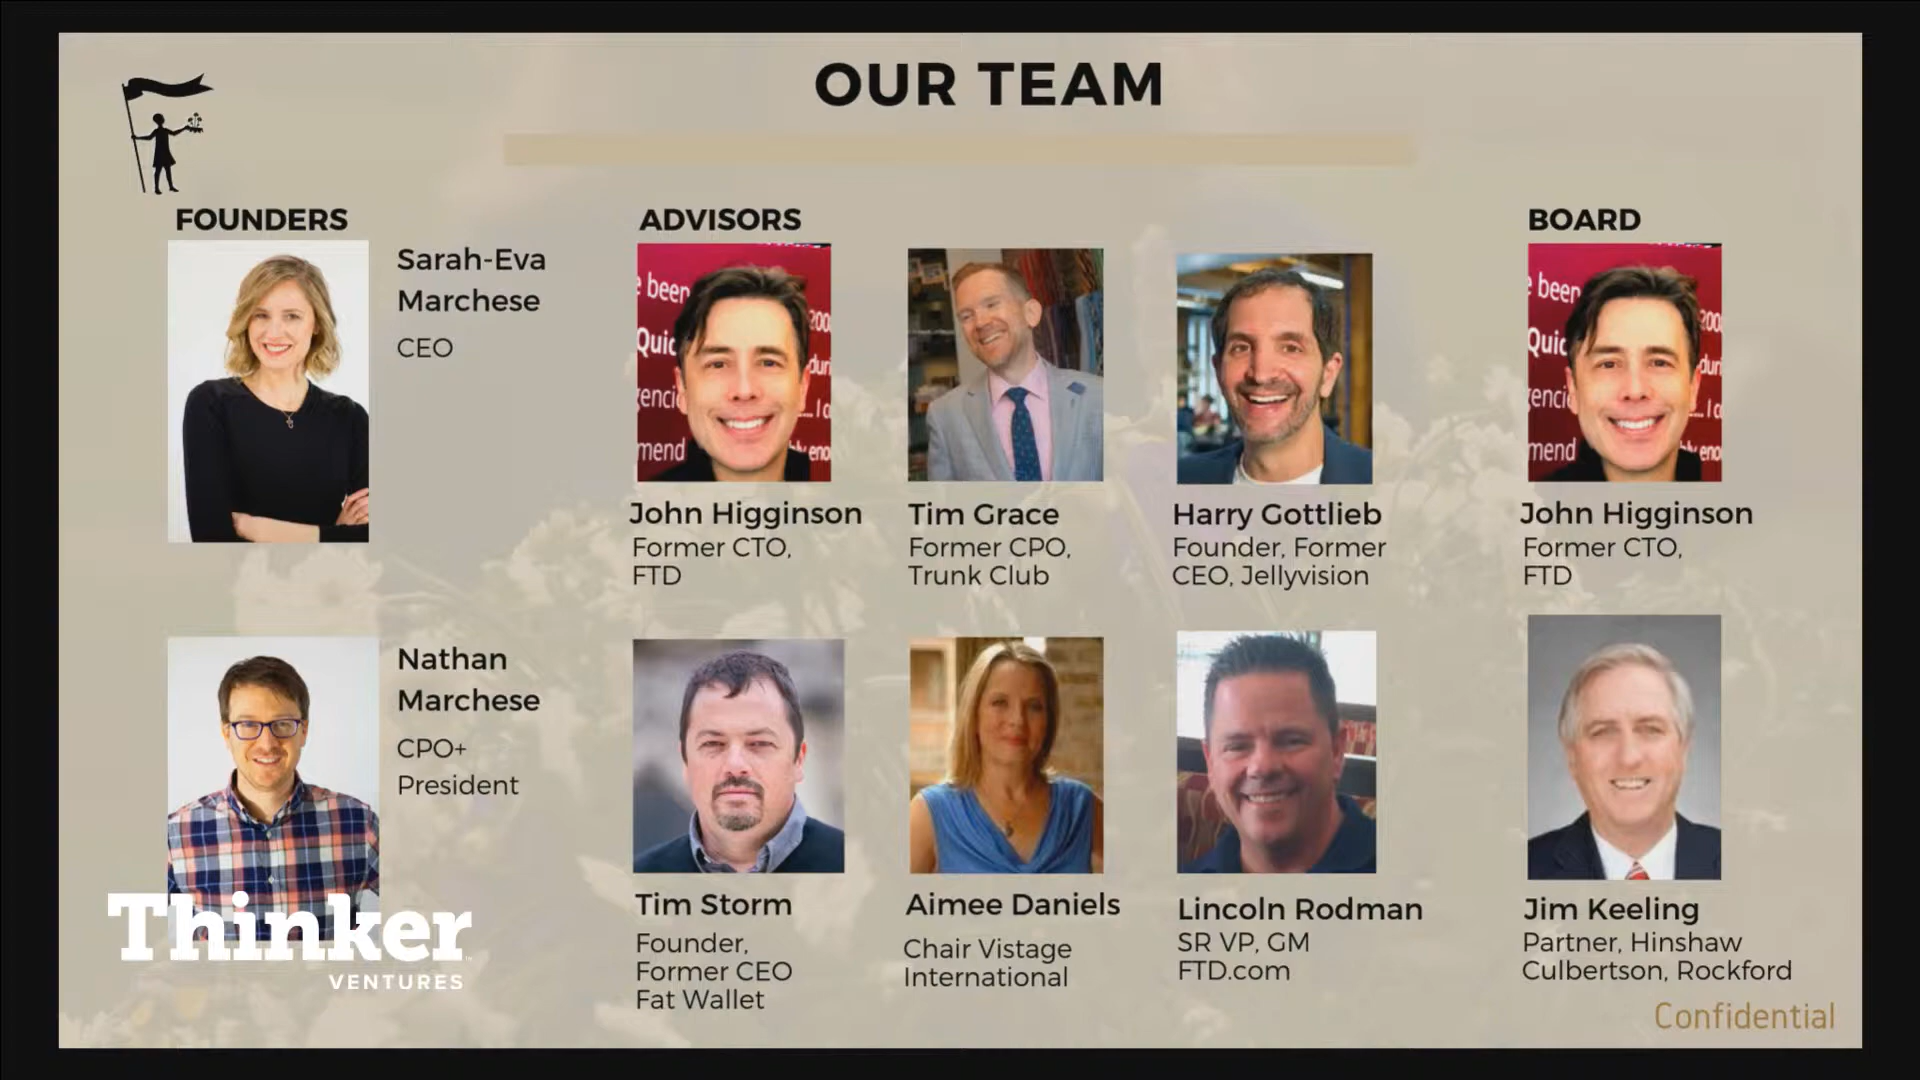 OUR TEAM
FOUNDERS
Sarah-Eva
Marchese
CEO
Nathan
Marchese
CPO+
President
ADVISORS
John Higginson
Former CTO,
FTD
Tim Grace
Former CPO,
Trunk Club
Harry Gottlieb
Founder, Former
CEO, Jellyvision
Tim Storm
Founder,
Former CEO
Fat Wallet
Aimee Daniels
Chair Vistage
International
Lincoln Rodman
SR VP, GM
FTD.com
BOARD
John Higginson
Former CTO,
FTD
Jim Keeling
Partner, Hinshaw
Culbertson, Rockford
Thinker
VENTURES
Confidential